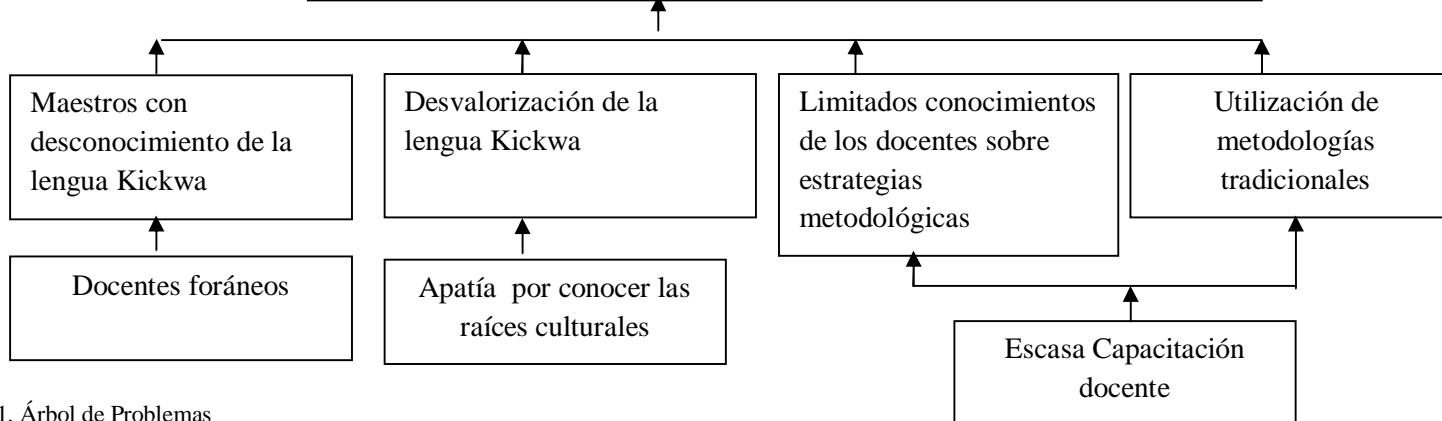 Maestros con
desconocimiento de la
lengua Kickwa
Desvalorización de la
lengua Kickwa
Limitados conocimientos
de los docentes sobre
estrategias
metodológicas
Utilización de
metodologías
tradicionales
Docentes foráneos
Apatía por conocer las
raíces culturales
Escasa Capacitación
docente
1. Árbol de Problemas